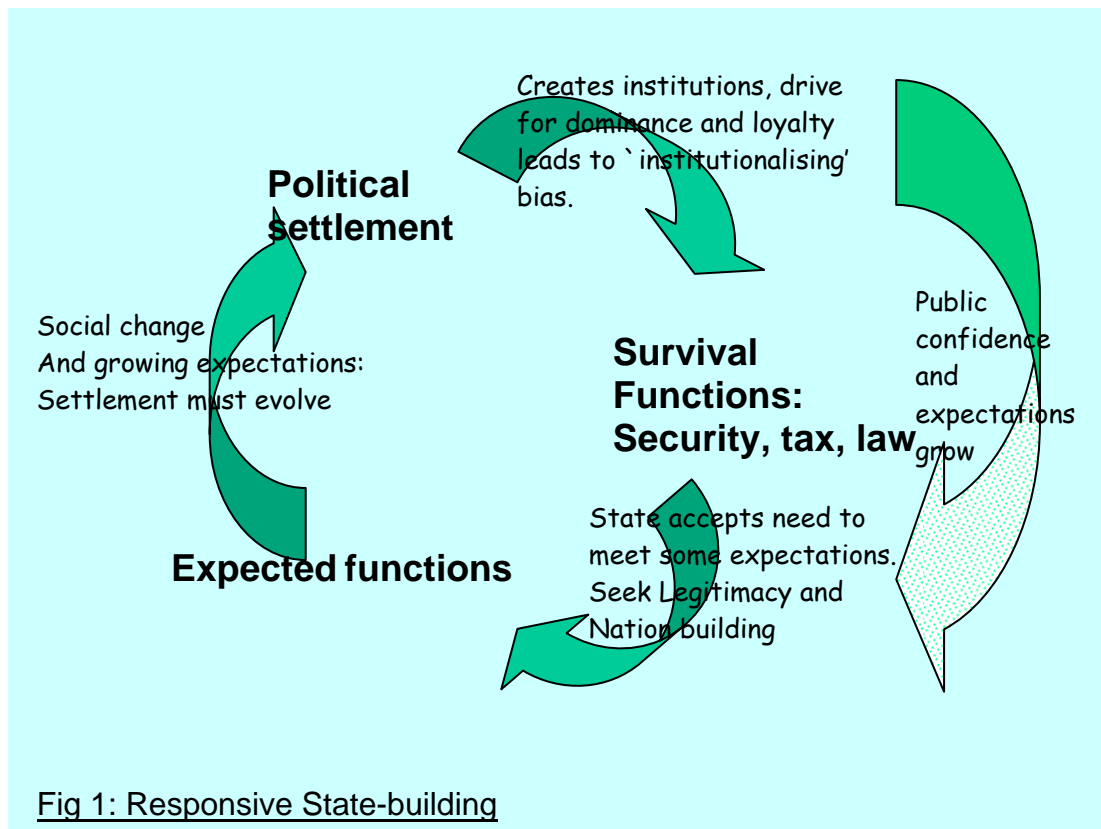 Creates institutions, drive
for dominance and loyalty
leads to `institutionalising’
bias.
Political
settlement
Social change
And growing expectations:
Settlement must evolve
Survival
Functions:
Security, tax, law
Public
confidence
and
expectations
grow
State accepts need to
meet some expectations.
Seek Legitimacy and
Nation building
Expected functions
Fig 1: Responsive State-building